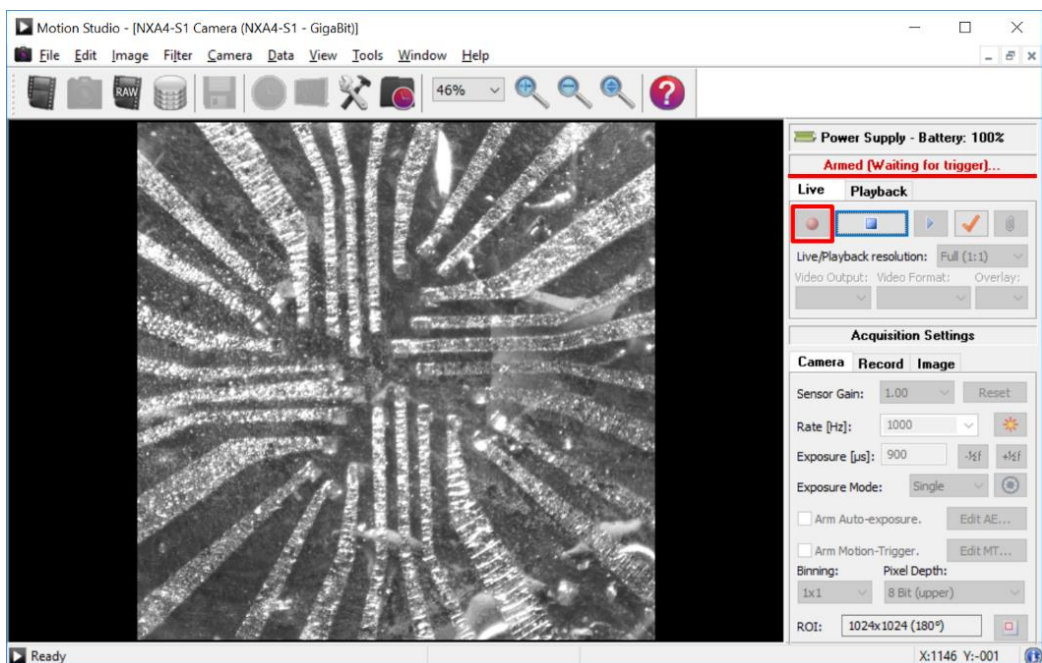 Motion Studio - [NXA4-S1 Camera (NXA4-S1 - GigaBit)]
File Edit Image Filter Camera Data View Tools Window Help
RAW 46%
Power Supply - Battery: 100%
Armed (Waiting for trigger)...
Live Playback
Live/Playback resolution: Full (1:1)
Video Output: Video Format: Overlay:
Acquisition Settings
Camera Record Image
Sensor Gain: 1.00 Reset
Rate [Hz]: 1000
Exposure [µs]: 900 -½f +½f
Exposure Mode: Single
Arm Auto-exposure. Edit AE...
Arm Motion-Trigger. Edit MT...
Binning: Pixel Depth:
1x1 8 Bit (upper)
ROI: 1024x1024 (180°)
Ready X:1146 Y:-001